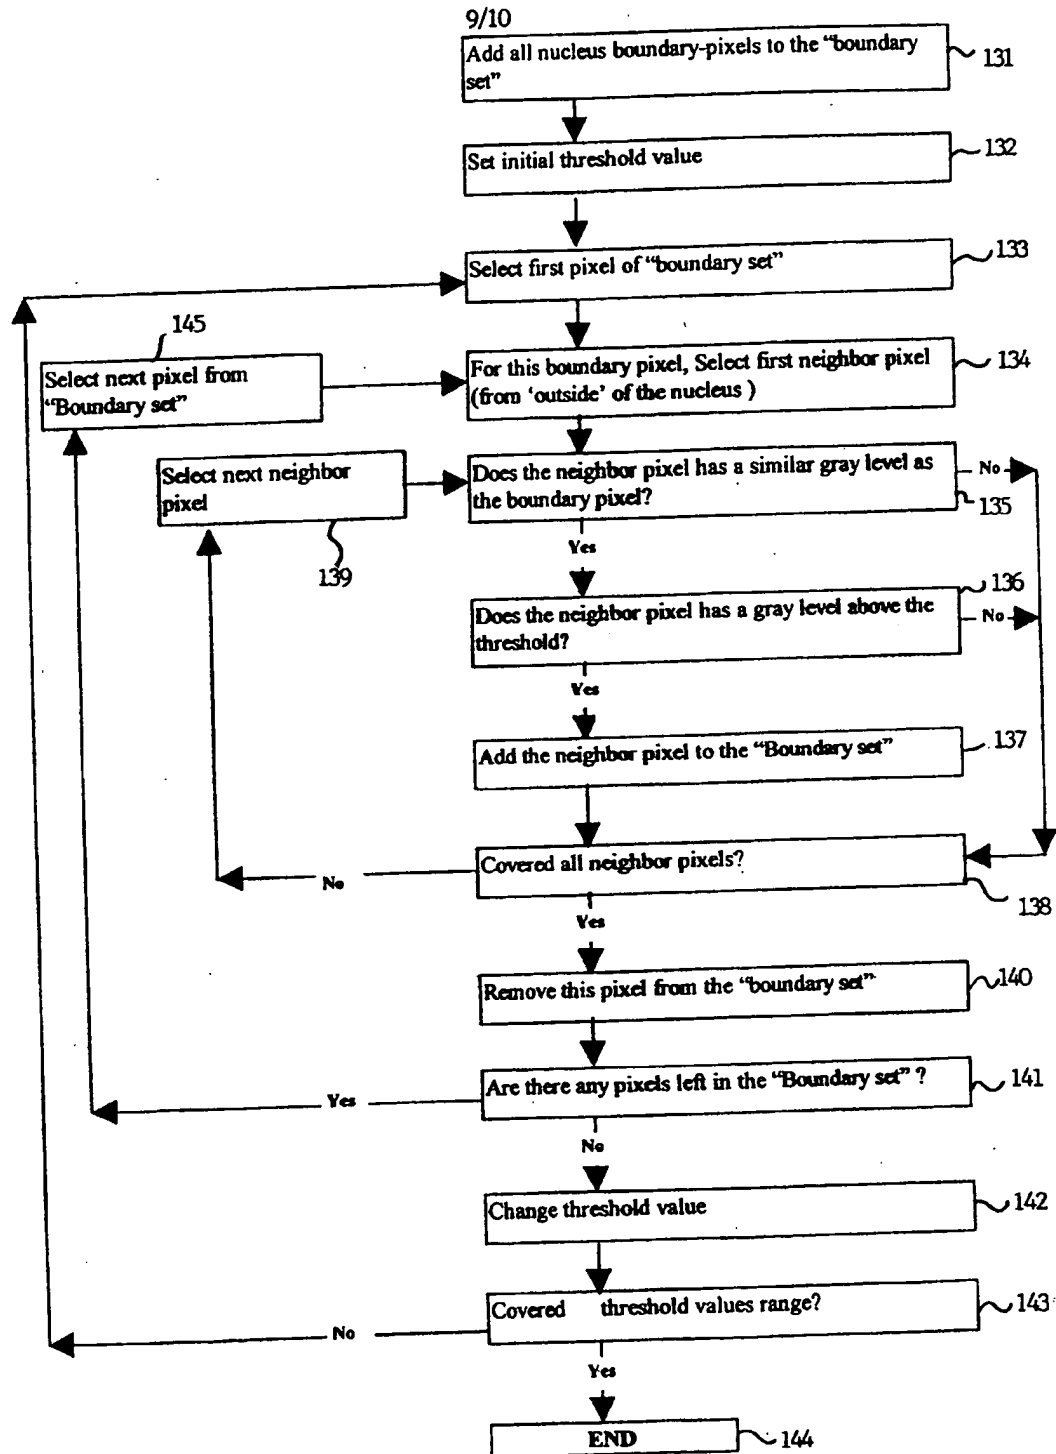 9/10
Add all nucleus boundary-pixels to the “boundary
set”
131
Set initial threshold value
132
Select first pixel of “boundary set”
133
145
Select next pixel from
“Boundary set”
For this boundary pixel, Select first neighbor pixel
(from ‘outside’ of the nucleus )
134
Select next neighbor
pixel
139
Does the neighbor pixel has a similar gray level as
the boundary pixel?
No
135
Yes
136
Does the neighbor pixel has a gray level above the
threshold?
No
Yes
Add the neighbor pixel to the “Boundary set”
137
Covered all neighbor pixels?
No
138
Yes
Remove this pixel from the “boundary set”
140
Are there any pixels left in the “Boundary set” ?
141
Yes
No
Change threshold value
142
Covered threshold values range?
143
No
Yes
END
144